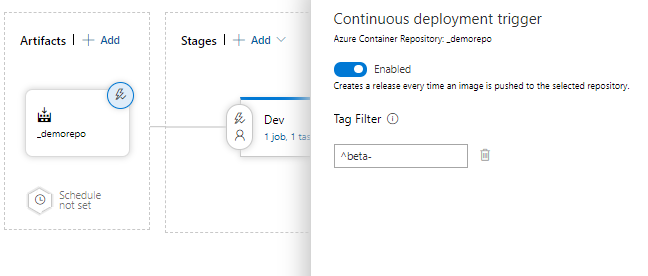 Artifacts | + Add
Stages | + Add
_demorepo
Schedule
not set
Dev
1 job, 1 tas
Continuous deployment trigger
Azure Container Repository: _demorepo
Enabled
Creates a release every time an image is pushed to the selected repository.
Tag Filter
^beta-